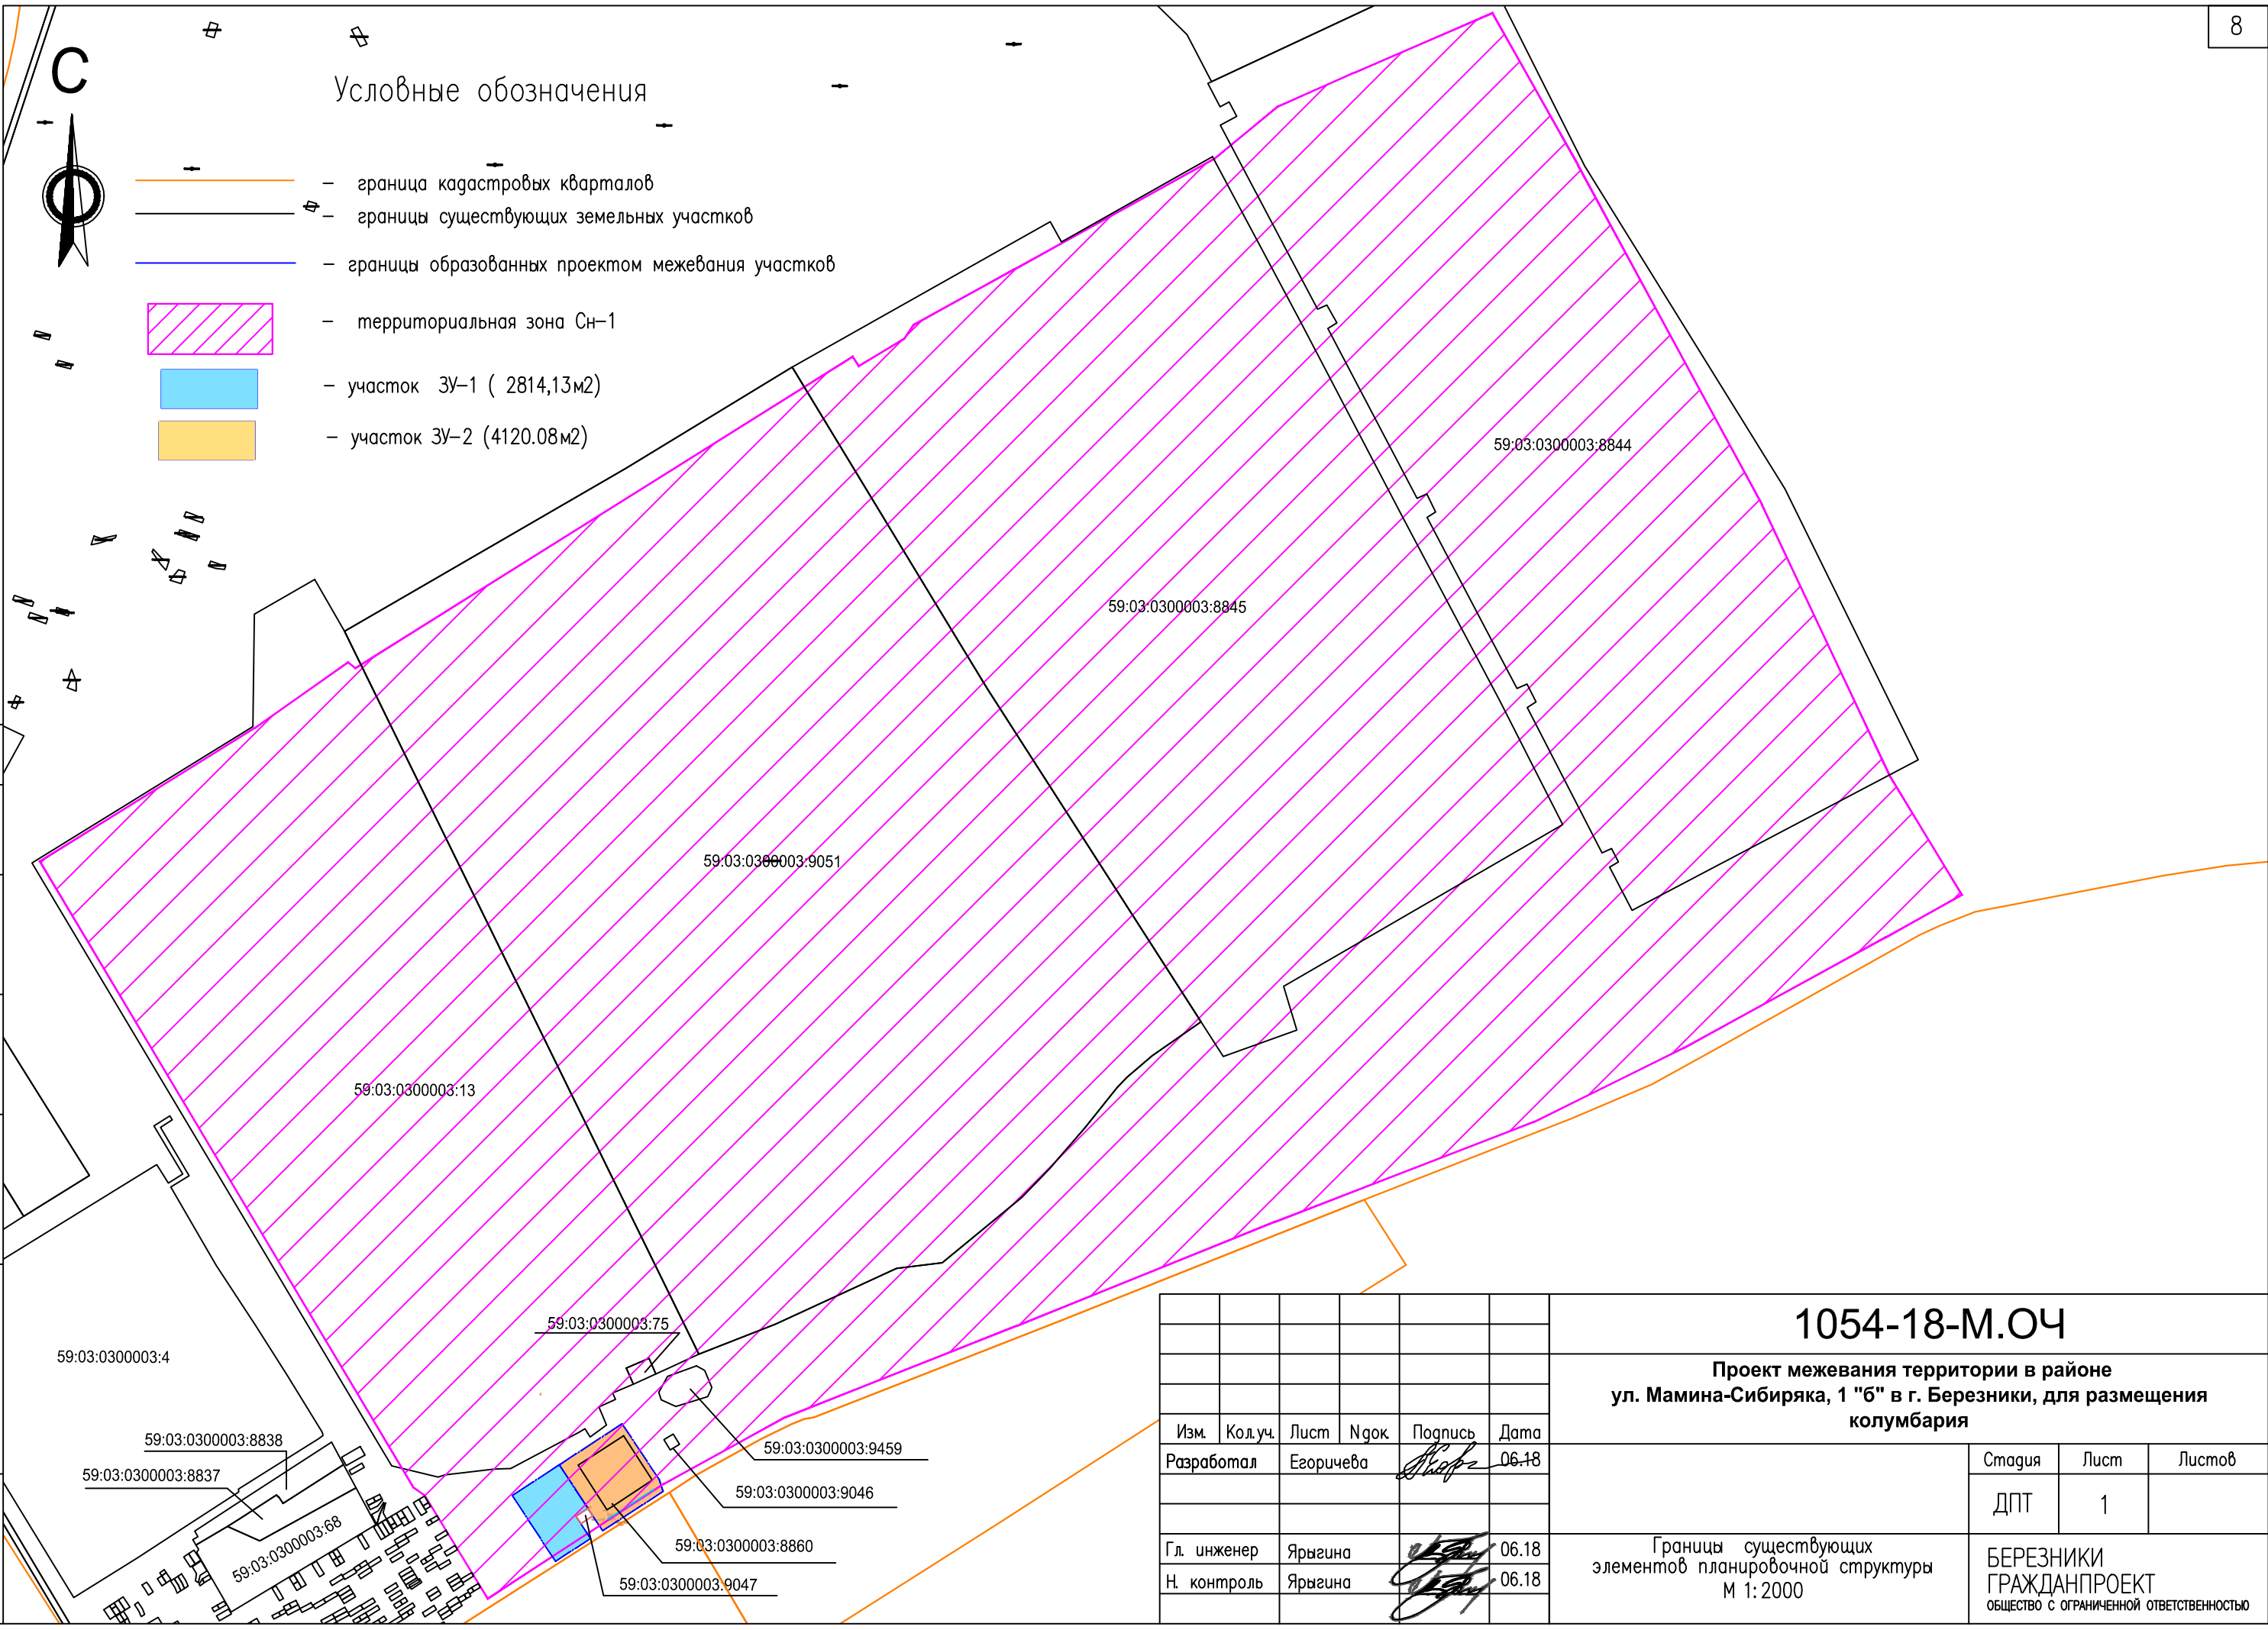 8
С
Условные обозначения
– граница кадастровых кварталов
– границы существующих земельных участков
– границы образованных проектом межевания участков
– территориальная зона Сн-1
– участок ЗУ-1 ( 2814,13м2)
– участок ЗУ-2 (4120.08м2)
59:03:0300003:8844
59:03:0300003:8845
59:03:0300003:9051
59:03:0300003:13
59:03:0300003:75
59:03:0300003:4
59:03:0300003:8838
59:03:0300003:8837
59:03:0300003:68
59:03:0300003:9459
59:03:0300003:9046
59:03:0300003:8860
59:03:0300003:9047
1054-18-М.ОЧ
Проект межевания территории в районе
ул. Мамина-Сибиряка, 1 "б" в г. Березники, для размещения
колумбария
Изм. Кол.уч. Лист Nдок. Подпись Дата
Разработал Егоричева 06.18
Стадия Лист Листов
ДПТ 1
Гл. инженер Ярыгина 06.18
Н. контроль Ярыгина 06.18
Границы существующих
элементов планировочной структуры
М 1:2000
БЕРЕЗНИКИ
ГРАЖДАНПРОЕКТ
ОБЩЕСТВО С ОГРАНИЧЕННОЙ ОТВЕТСТВЕННОСТЬЮ